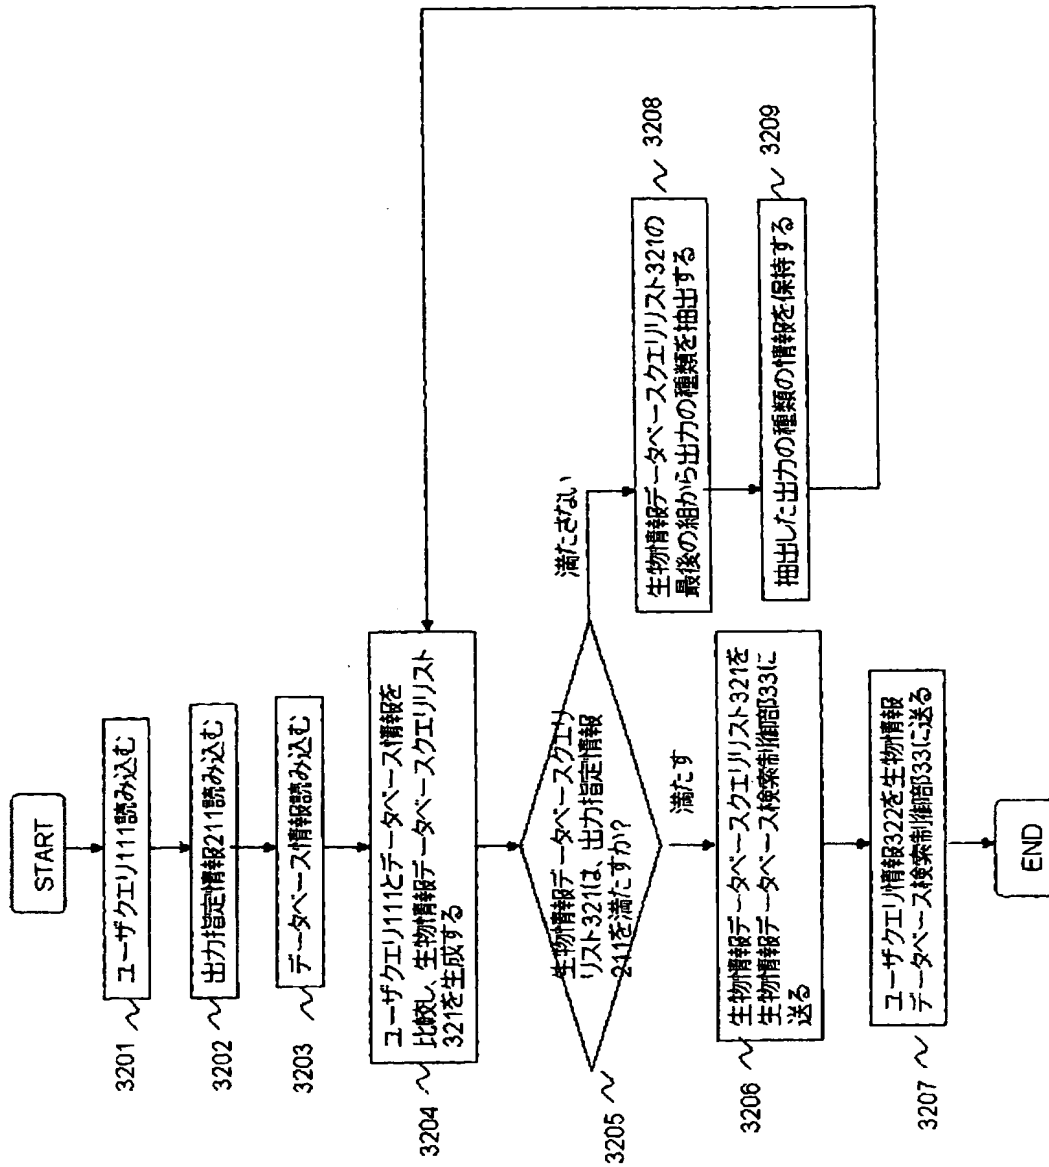 START
3201
ユーザクエリ111読み込む
3202
出力指定情報211読み込む
3203
データベース情報読み込む
3204
ユーザクエリ111とデータベース情報を
比較し、生物情報データベースクエリリスト
321を生成する
3205
生物情報データベースクエリ
リスト321は、出力指定情報
211を満たすか?
満たさない
満たす
3208
生物情報データベースクエリリスト321の
最後の組から出力の種類を抽出する
3209
抽出した出力の種類の情報を保持する
3206
生物情報データベースクエリリスト321を
生物情報データベース検索制御部33に
送る
3207
ユーザクエリ情報322を生物情報
データベース検索制御部33に送る
END